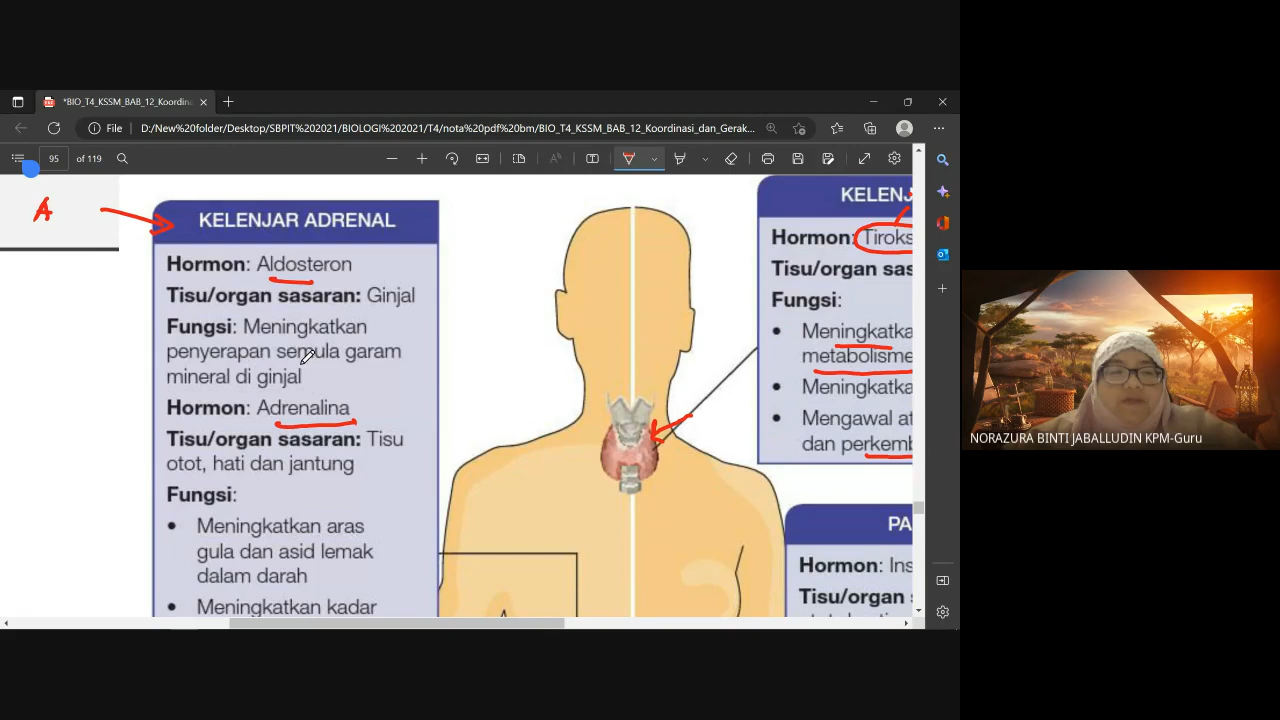 *BIO_T4_KSSM_BAB_12_Koordina
95 of 119
File D:/New%20folder/Desktop/SBPIT%202021/BIOLOGI%202021/T4/nota%20pdf%20bm/BIO_T4_KSSM_BAB_12_Koordinasi_dan_Gerak...
A
KELENJAR ADRENAL
Hormon: Aldosteron
Tisu/organ sasaran: Ginjal
Fungsi: Meningkatkan
penyerapan semula garam
mineral di ginjal
Hormon: Adrenalina
Tisu/organ sasaran: Tisu
otot, hati dan jantung
Fungsi:
• Meningkatkan aras
gula dan asid lemak
dalam darah
• Meningkatkan kadar
KELENJ
Hormon: Tiroks
Tisu/organ sas
Fungsi:
• Meningkatka
metabolisme
• Meningkatka
• Mengawal at
dan perkemb
PA
Hormon: Ins
Tisu/organ
NORAZURA BINTI JABALLUDIN KPM-Guru